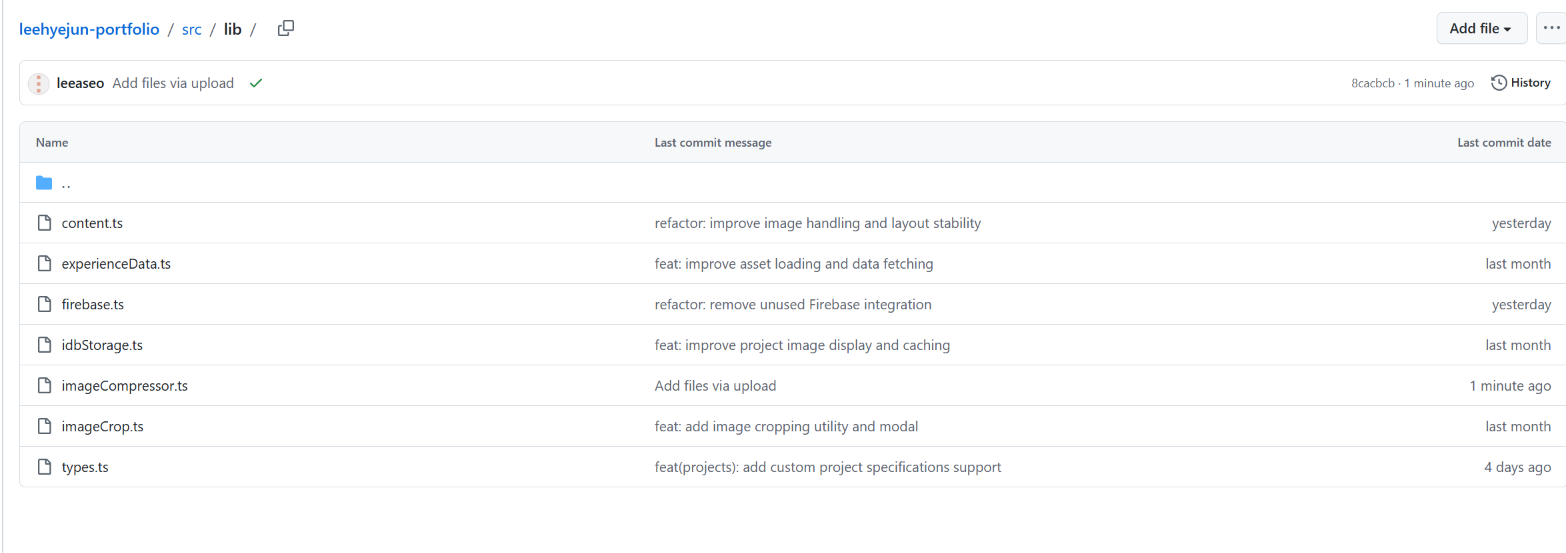 leehyejun-portfolio / src / lib /
Add file
leeaseo Add files via upload
8cacbcb · 1 minute ago History
Name Last commit message Last commit date
..
content.ts refactor: improve image handling and layout stability yesterday
experienceData.ts feat: improve asset loading and data fetching last month
firebase.ts refactor: remove unused Firebase integration yesterday
idbStorage.ts feat: improve project image display and caching last month
imageCompressor.ts Add files via upload 1 minute ago
imageCrop.ts feat: add image cropping utility and modal last month
types.ts feat(projects): add custom project specifications support 4 days ago